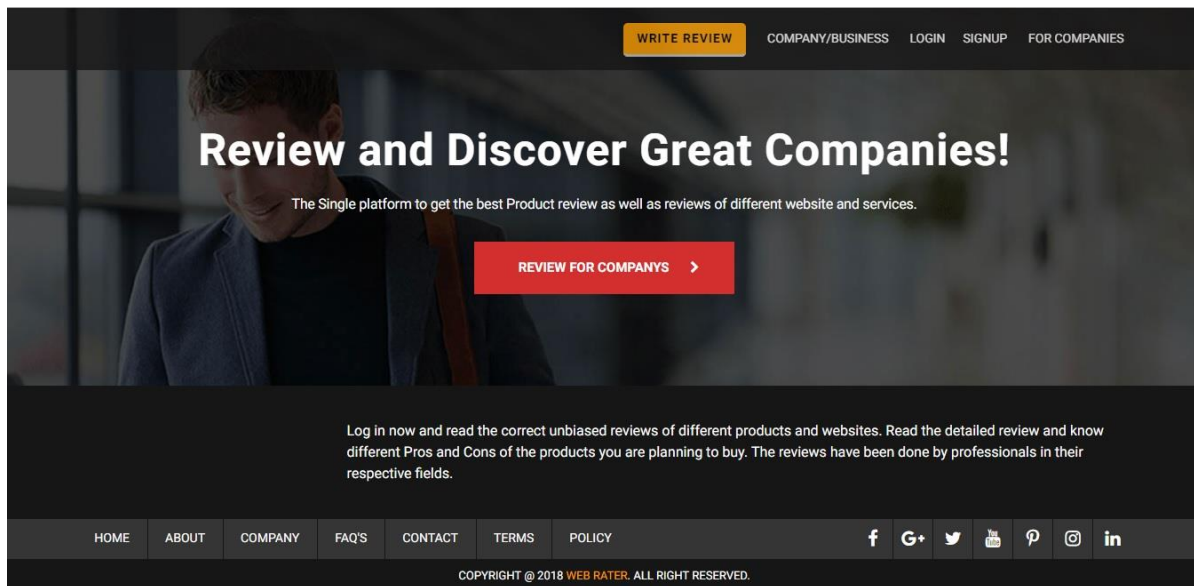 WRITE REVIEW COMPANY/BUSINESS LOGIN SIGNUP FOR COMPANIES
Review and Discover Great Companies!
The Single platform to get the best Product review as well as reviews of different website and services.
REVIEW FOR COMPANYS
Log in now and read the correct unbiased reviews of different products and websites. Read the detailed review and know
different Pros and Cons of the products you are planning to buy. The reviews have been done by professionals in their
respective fields.
HOME ABOUT COMPANY FAQ'S CONTACT TERMS POLICY f G+ You Tube in
COPYRIGHT @ 2018 WEB RATER. ALL RIGHT RESERVED.